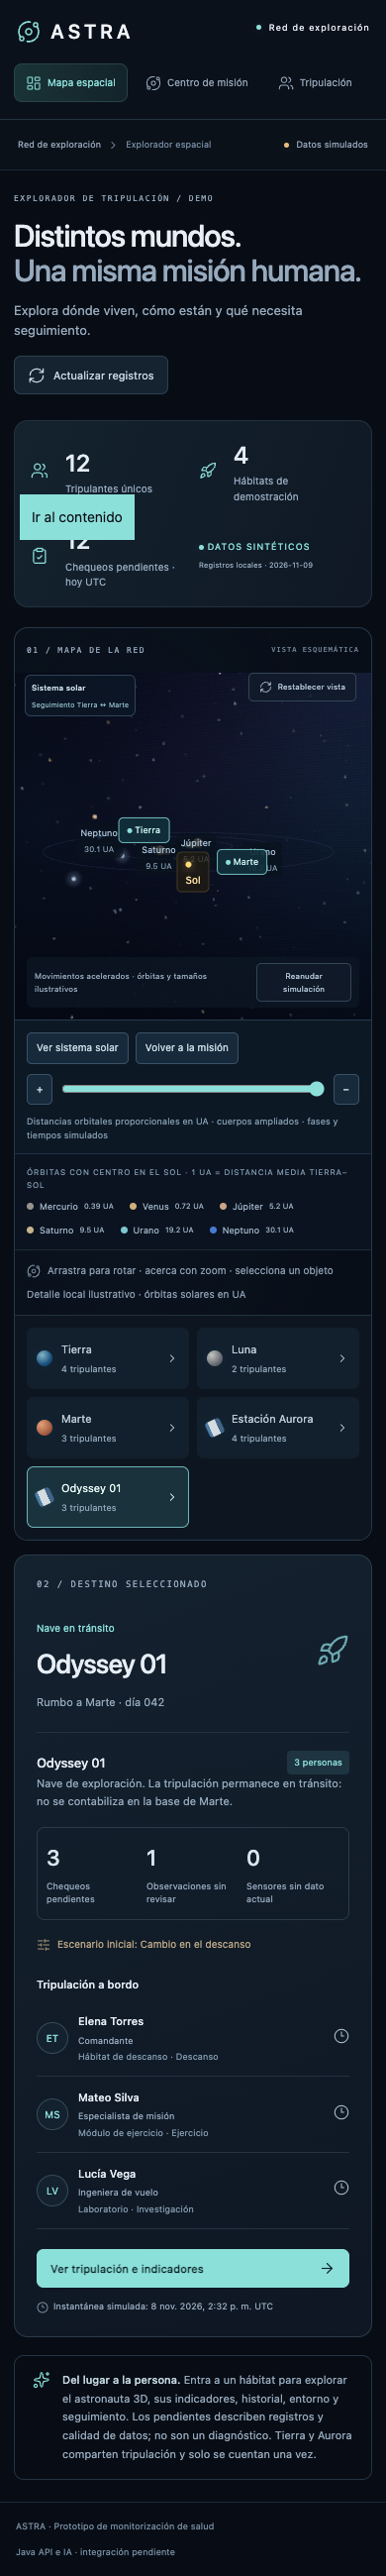 ASTRA
Red de exploración
Mapa espacial
Centro de misión
Tripulación
Red de exploración
Explorador espacial
Datos simulados
EXPLORADOR DE TRIPULACIÓN / DEMO
Distintos mundos.
Una misma misión humana.
Explora dónde viven, cómo están y qué necesita
seguimiento.
Actualizar registros
12
Tripulantes únicos
4
Hábitats de
demostración
Ir al contenido
12
Chequeos pendientes ·
hoy UTC
DATOS SINTÉTICOS
Registros locales · 2026-11-09
01 / MAPA DE LA RED
VISTA ESQUEMÁTICA
Sistema solar
Seguimiento Tierra ↔ Marte
Restablecer vista
Neptuno
30.1 UA
Tierra
Saturno
9.5 UA
Júpiter
Sol
Marte
UA
Movimientos acelerados · órbitas y tamaños
ilustrativos
Reanudar
simulación
Ver sistema solar
Volver a la misión
+
−
Distancias orbitales proporcionales en UA · cuerpos ampliados · fases y
tiempos simulados
ÓRBITAS CON CENTRO EN EL SOL · 1 UA = DISTANCIA MEDIA TIERRA–
SOL
Mercurio 0.39 UA
Venus 0.72 UA
Júpiter 5.2 UA
Saturno 9.5 UA
Urano 19.2 UA
Neptuno 30.1 UA
Arrastra para rotar · acerca con zoom · selecciona un objeto
Detalle local ilustrativo · órbitas solares en UA
Tierra
4 tripulantes
Luna
2 tripulantes
Marte
3 tripulantes
Estación Aurora
4 tripulantes
Odyssey 01
3 tripulantes
02 / DESTINO SELECCIONADO
Nave en tránsito
Odyssey 01
Rumbo a Marte · día 042
Odyssey 01
3 personas
Nave de exploración. La tripulación permanece en tránsito:
no se contabiliza en la base de Marte.
3
Chequeos
pendientes
1
Observaciones sin
revisar
0
Sensores sin dato
actual
Escenario inicial: Cambio en el descanso
Tripulación a bordo
ET
Elena Torres
Comandante
Hábitat de descanso · Descanso
MS
Mateo Silva
Especialista de misión
Módulo de ejercicio · Ejercicio
LV
Lucía Vega
Ingeniera de vuelo
Laboratorio · Investigación
Ver tripulación e indicadores
Instantánea simulada: 8 nov. 2026, 2:32 p. m. UTC
Del lugar a la persona. Entra a un hábitat para explorar
el astronauta 3D, sus indicadores, historial, entorno y
seguimiento. Los pendientes describen registros y
calidad de datos; no son un diagnóstico. Tierra y Aurora
comparten tripulación y solo se cuentan una vez.
ASTRA · Prototipo de monitorización de salud
Java API e IA · integración pendiente